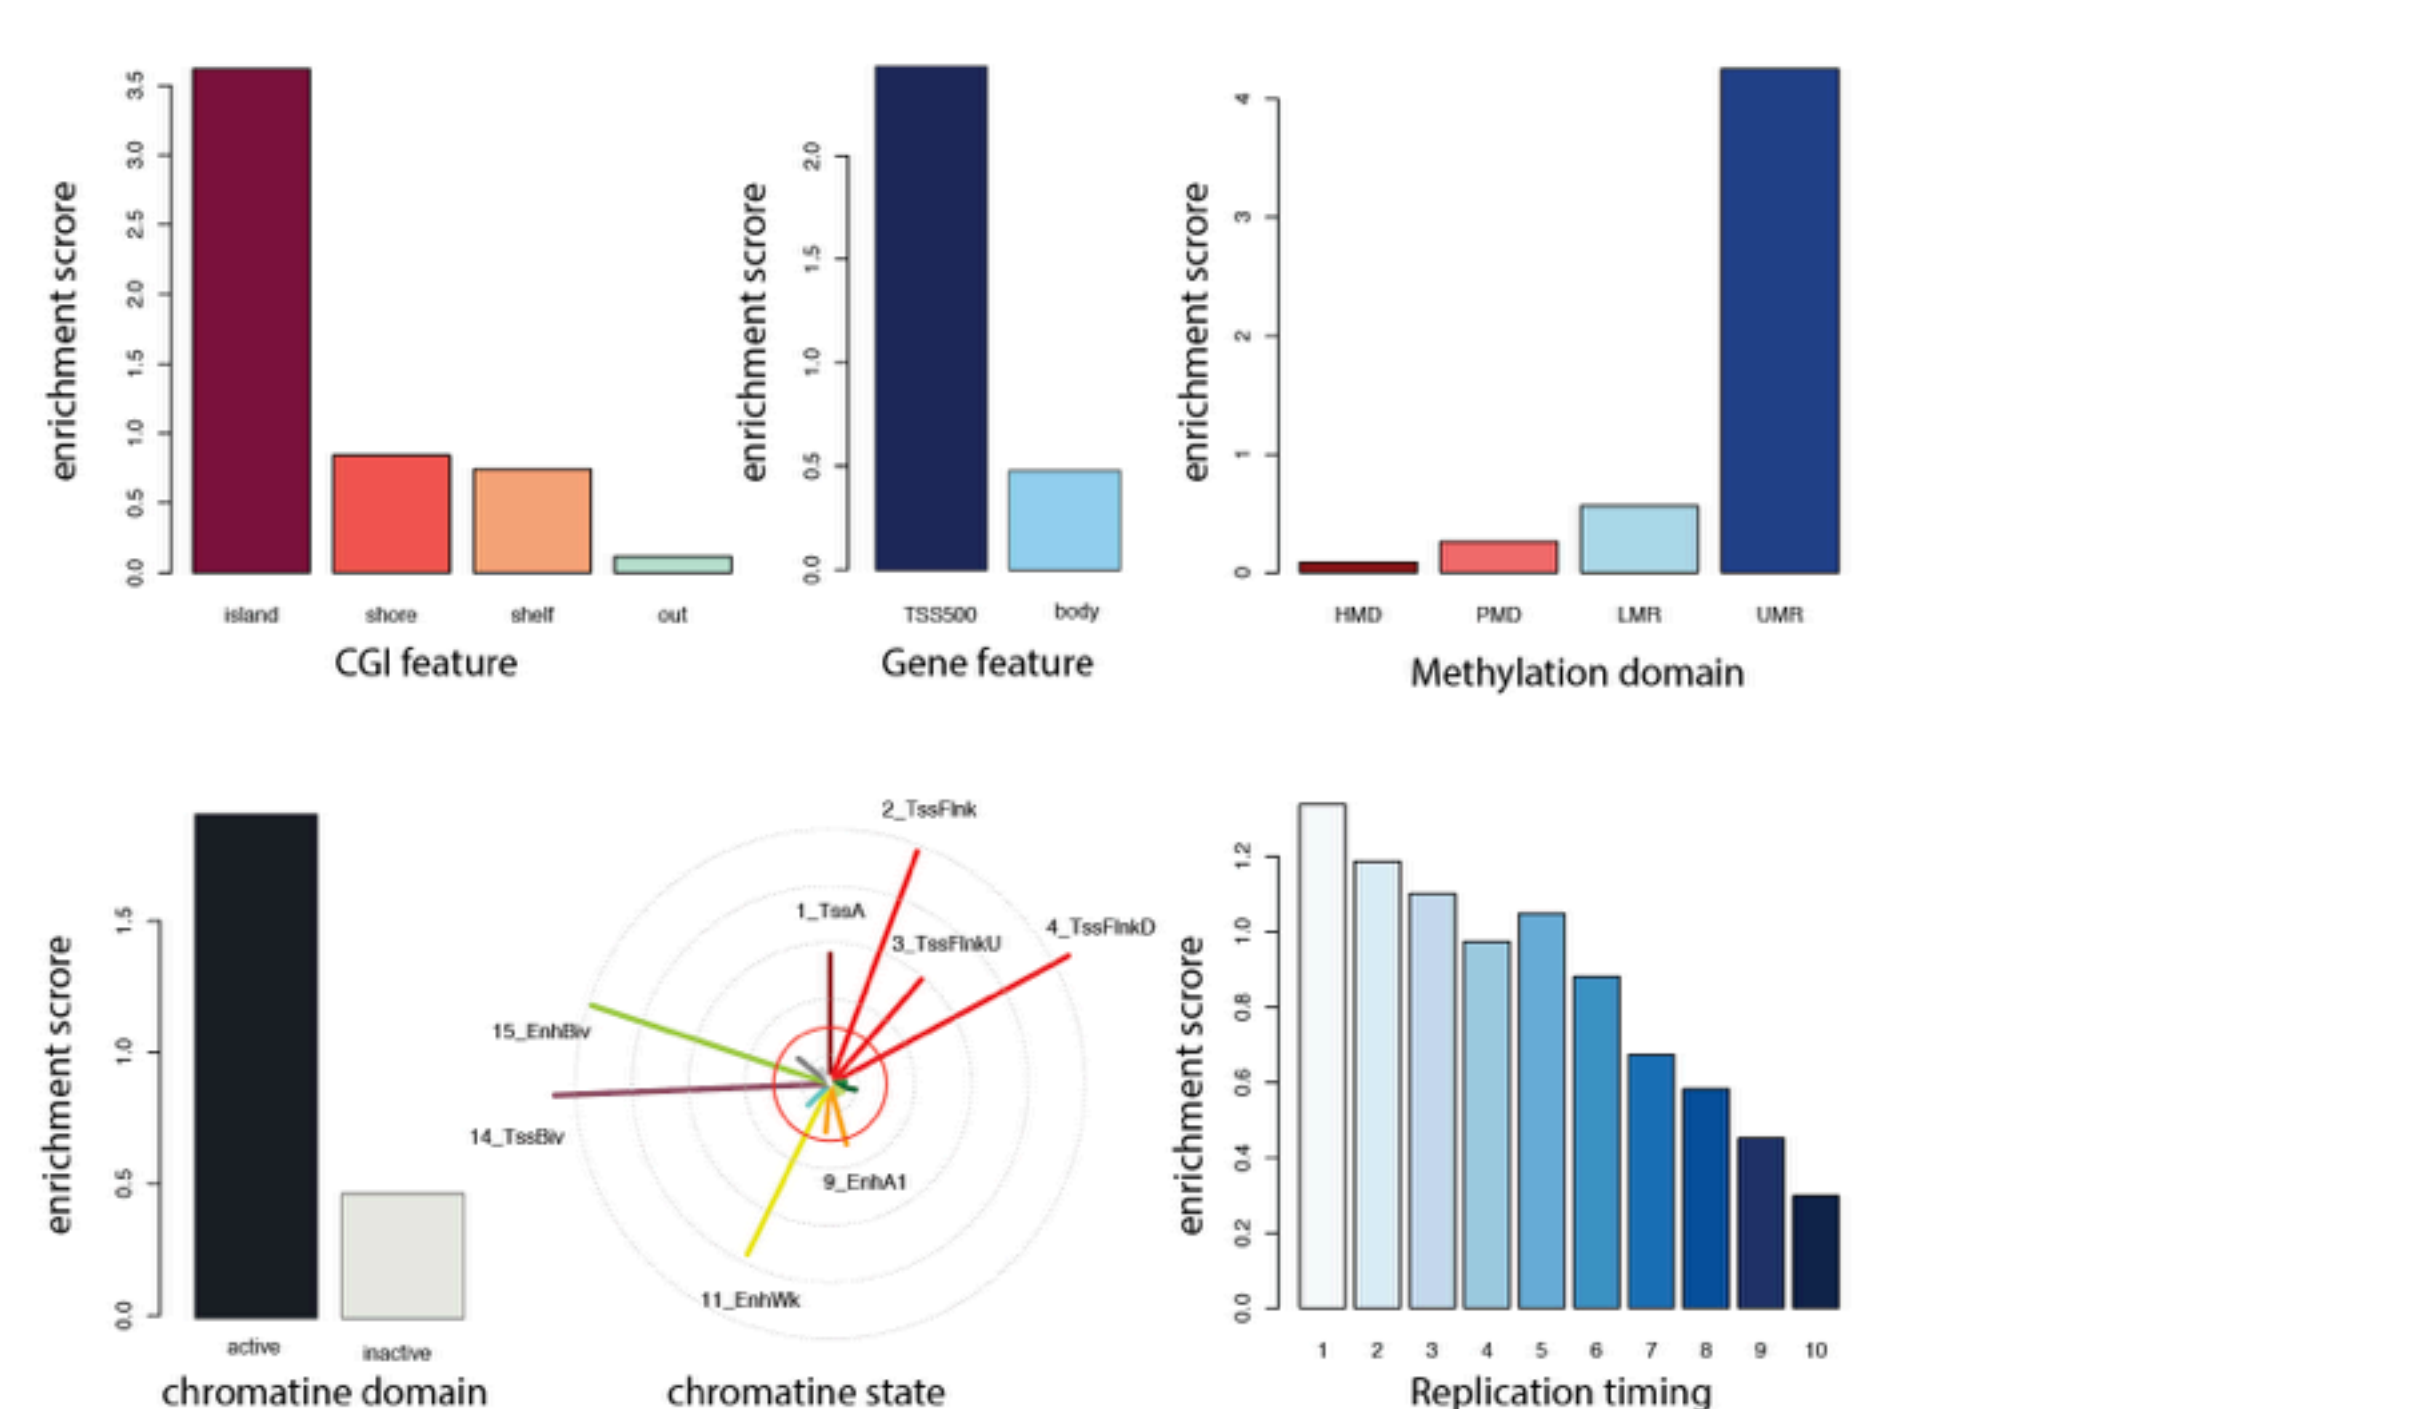 enrichment scrore
3.5
3.0
2.5
2.0
1.5
1.0
0.5
0.0
island shore shelf out
CGI feature
enrichment scrore
2.0
1.5
1.0
0.5
0.0
TSS500 body
Gene feature
enrichment scrore
4
3
2
1
0
HMD PMD LMR UMR
Methylation domain
enrichment scrore
1.5
1.0
0.5
0.0
active inactive
chromatine domain
2_TssFlnk
1_TssA
4_TssFlnkD
3_TssFlnkU
15_EnhBiv
14_TssBiv
9_EnhA1
11_EnhWk
chromatine state
enrichment scrore
1.2
1.0
0.8
0.6
0.4
0.2
0.0
1 2 3 4 5 6 7 8 9 10
Replication timing